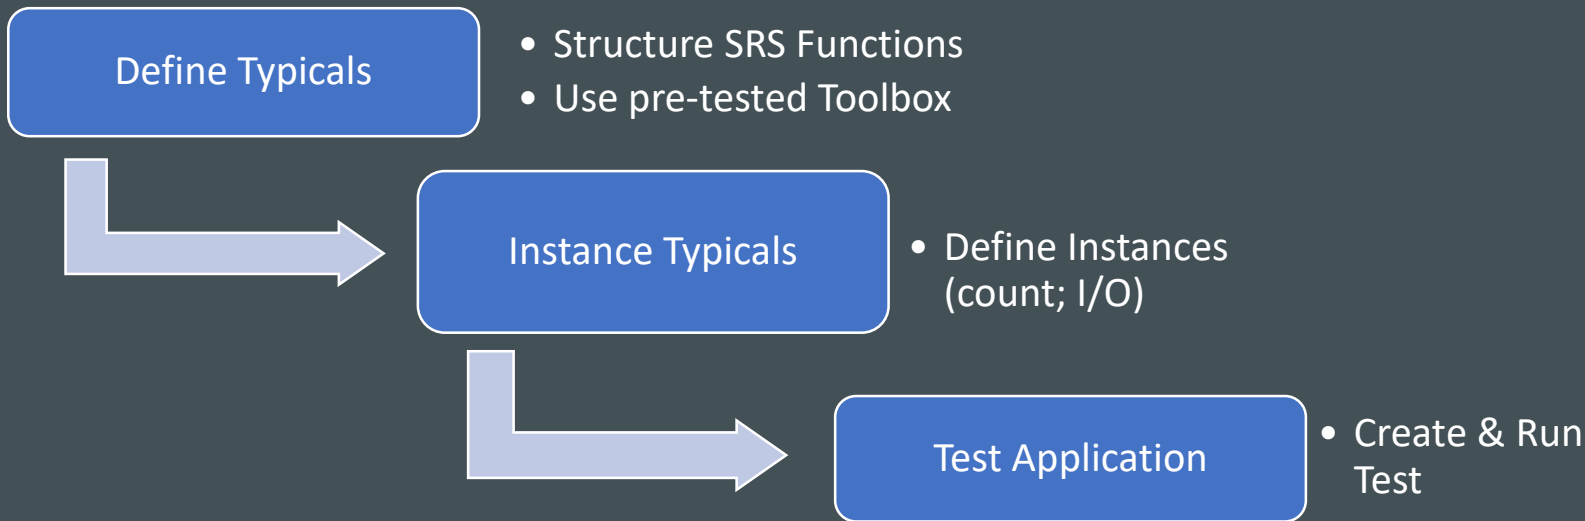 Define Typicals
• Structure SRS Functions
• Use pre-tested Toolbox
Instance Typicals
• Define Instances
(count; I/O)
Test Application
• Create & Run
Test